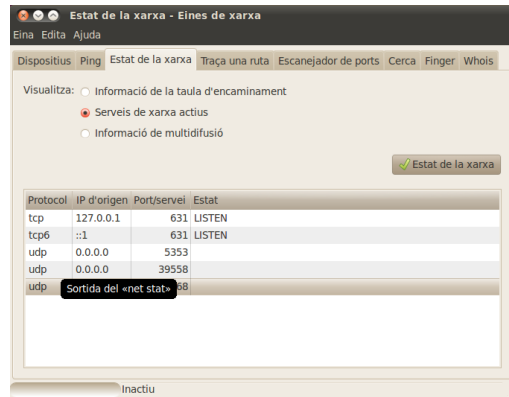 Estat de la xarxa - Eines de xarxa
Eina Edita Ajuda
Dispositius Ping Estat de la xarxa Traça una ruta Escanejador de ports Cerca Finger Whois
Visualitza: Informació de la taula d'encaminament
Serveis de xarxa actius
Informació de multidifusió
Estat de la xarxa
Protocol IP d'origen Port/servei Estat
tcp 127.0.0.1 631 LISTEN
tcp6 ::1 631 LISTEN
udp 0.0.0.0 5353
udp 0.0.0.0 39558
udp Sortida del «net stat» 68
Inactiu